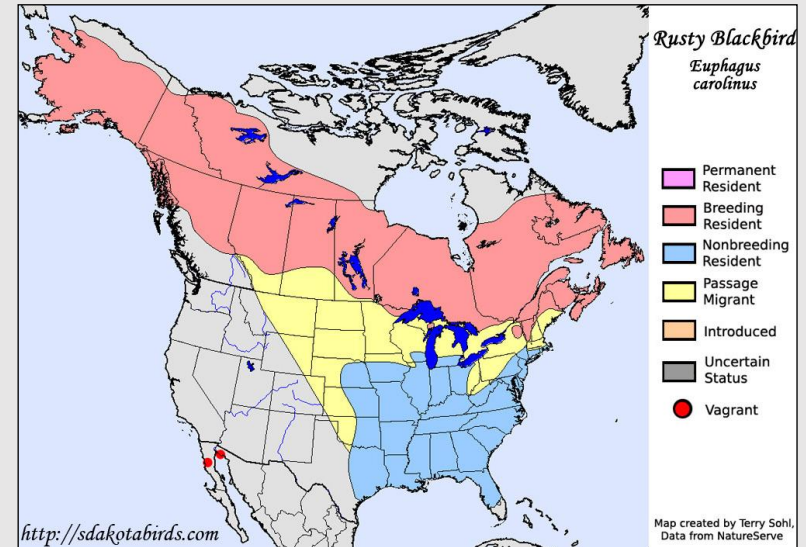 Rusty Blackbird
Euphagus
carolinus
Permanent
Resident
Breeding
Resident
Nonbreeding
Resident
Passage
Migrant
Introduced
Uncertain
Status
Vagrant
http://sdakotabirds.com
Map created by Terry Sohl,
Data from NatureServe